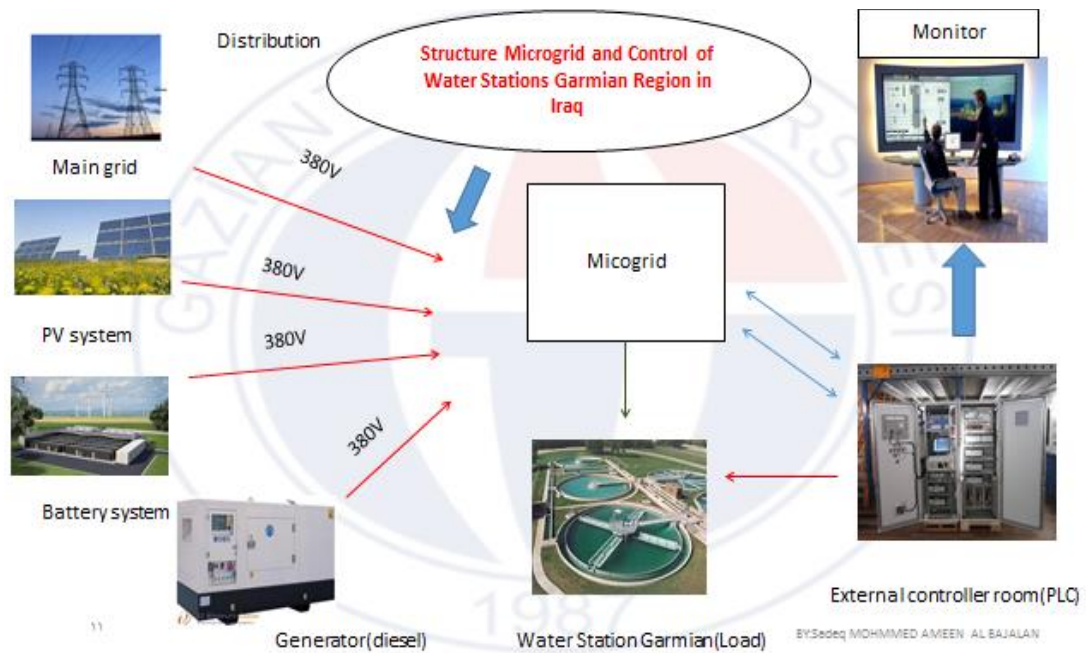 Distribution
Structure Microgrid and Control of
Water Stations Garmian Region in
Iraq
Monitor
Main grid
380V
PV system
380V
Micogrid
Battery system
380V
380V
Generator(diesel)
Water Station Garmian(Load)
External controller room(PLC)
١١
BY:Sadeq MOHMMED AMEEN AL BAJALAN
1987